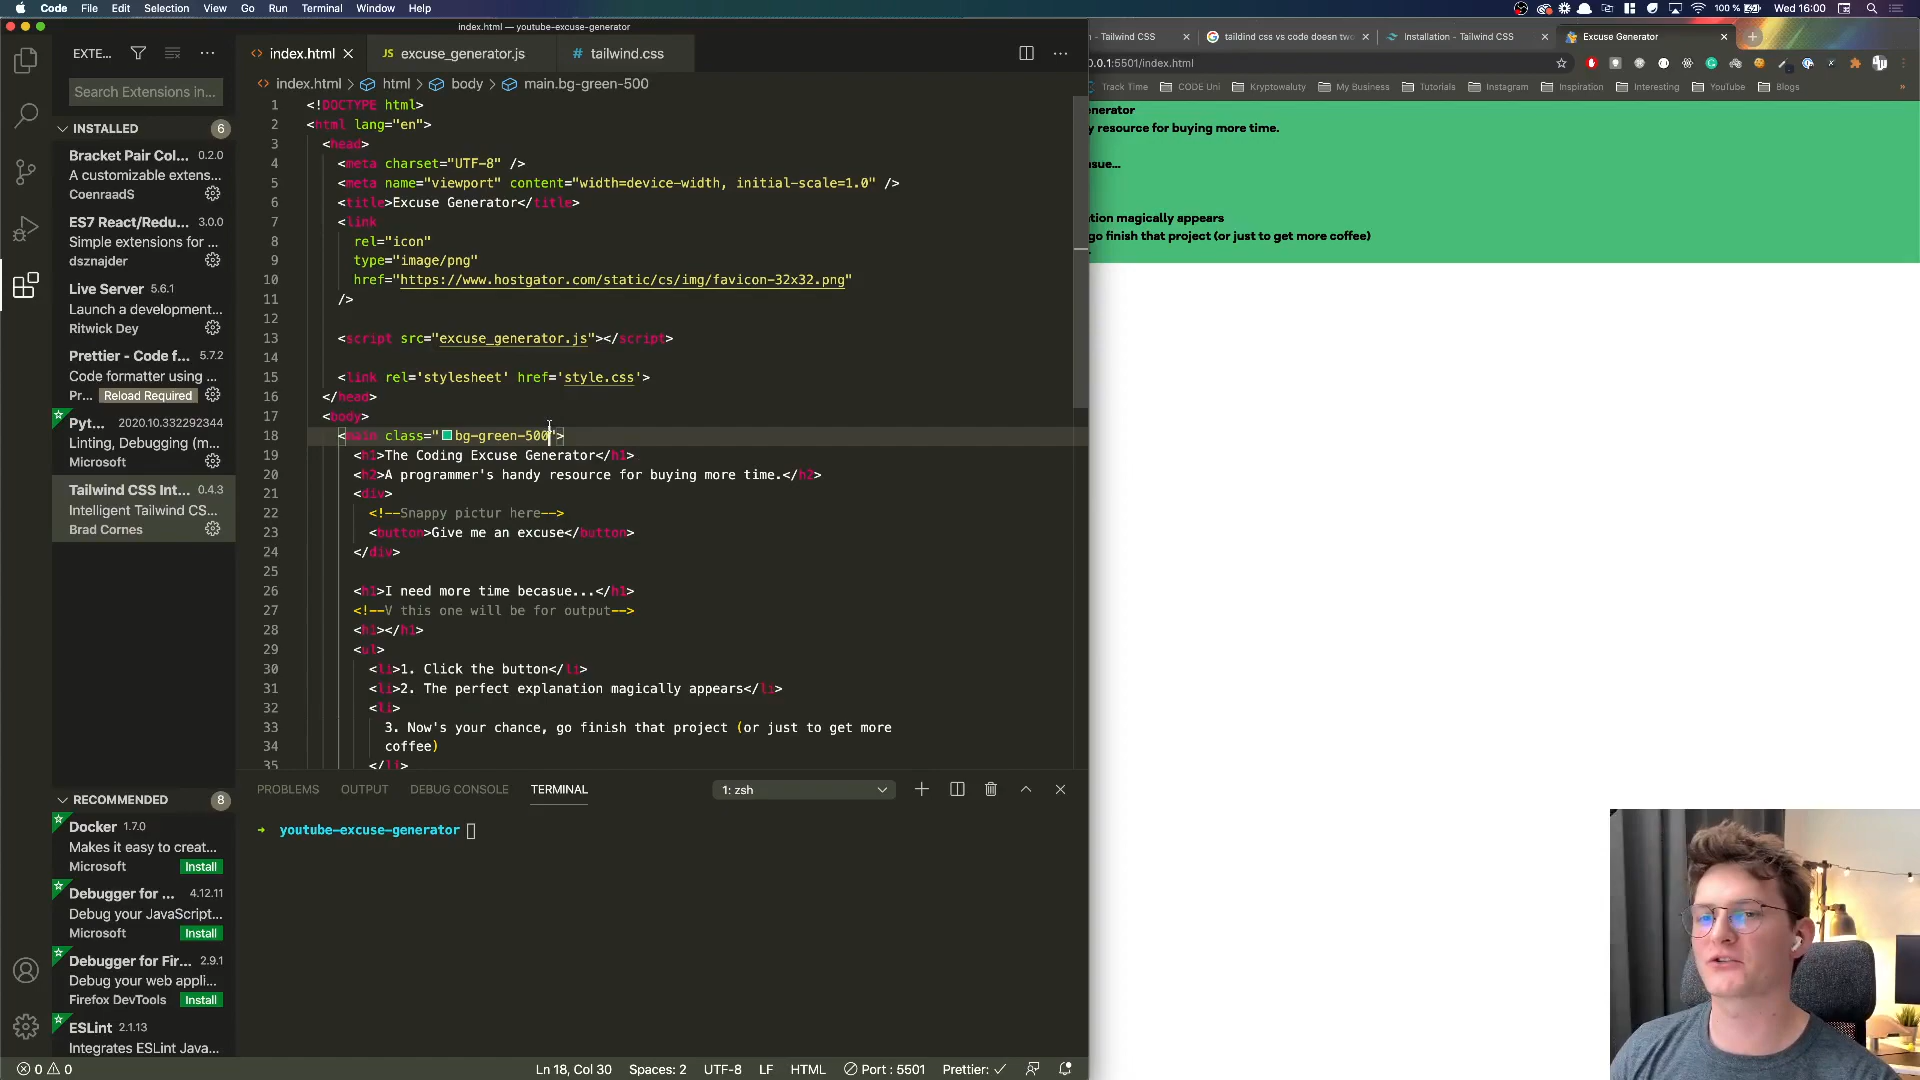 Code File Edit Selection View Go Run Terminal Window Help
100 % Wed 16:00
index.html — youtube-excuse-generator
EXTE...
index.html
JS excuse_generator.js
# tailwind.css
index.html > html > body > main.bg-green-500
Search Extensions in...
INSTALLED 6
Bracket Pair Col... 0.2.0
A customizable extens...
CoenraadS
ES7 React/Redu... 3.0.0
Simple extensions for ...
dsznajder
Live Server 5.6.1
Launch a development...
Ritwick Dey
Prettier - Code f... 5.7.2
Code formatter using ...
Pr... Reload Required
Pyt... 2020.10.332292344
Linting, Debugging (m...
Microsoft
Tailwind CSS Int... 0.4.3
Intelligent Tailwind CS...
Brad Cornes
RECOMMENDED 8
Docker 1.7.0
Makes it easy to creat...
Microsoft Install
Debugger for ... 4.12.11
Debug your JavaScript...
Microsoft Install
Debugger for Fir... 2.9.1
Debug your web appli...
Firefox DevTools Install
ESLint 2.1.13
Integrates ESLint Java...
1 <!DOCTYPE html>
2 <html lang="en">
3 <head>
4 <meta charset="UTF-8" />
5 <meta name="viewport" content="width=device-width, initial-scale=1.0" />
6 <title>Excuse Generator</title>
7 <link
8 rel="icon"
9 type="image/png"
10 href="https://www.hostgator.com/static/cs/img/favicon-32x32.png"
11 />
12
13 <script src="excuse_generator.js"></script>
14
15 <link rel='stylesheet' href='style.css'>
16 </head>
17 <body>
18 <main class="bg-green-500">
19 <h1>The Coding Excuse Generator</h1>
20 <h2>A programmer's handy resource for buying more time.</h2>
21 <div>
22 <!--Snappy pictur here-->
23 <button>Give me an excuse</button>
24 </div>
25
26 <h1>I need more time becasue...</h1>
27 <!--V this one will be for output-->
28 <h1></h1>
29 <ul>
30 <li>1. Click the button</li>
31 <li>2. The perfect explanation magically appears</li>
32 <li>
33 3. Now's your chance, go finish that project (or just to get more
34 coffee)
35 </li>
PROBLEMS OUTPUT DEBUG CONSOLE TERMINAL 1: zsh
→ youtube-excuse-generator
0 0 Ln 18, Col 30 Spaces: 2 UTF-8 LF HTML Port : 5501 Prettier: ✓
n - Tailwind CSS
taildind css vs code doesn two
Installation - Tailwind CSS
Excuse Generator
0.0.1:5501/index.html
Track Time CODE Uni Kryptowaluty My Business Tutorials Instagram Inspiration Interesting YouTube Blogs
enerator
y resource for buying more time.
sue...
tion magically appears
go finish that project (or just to get more coffee)